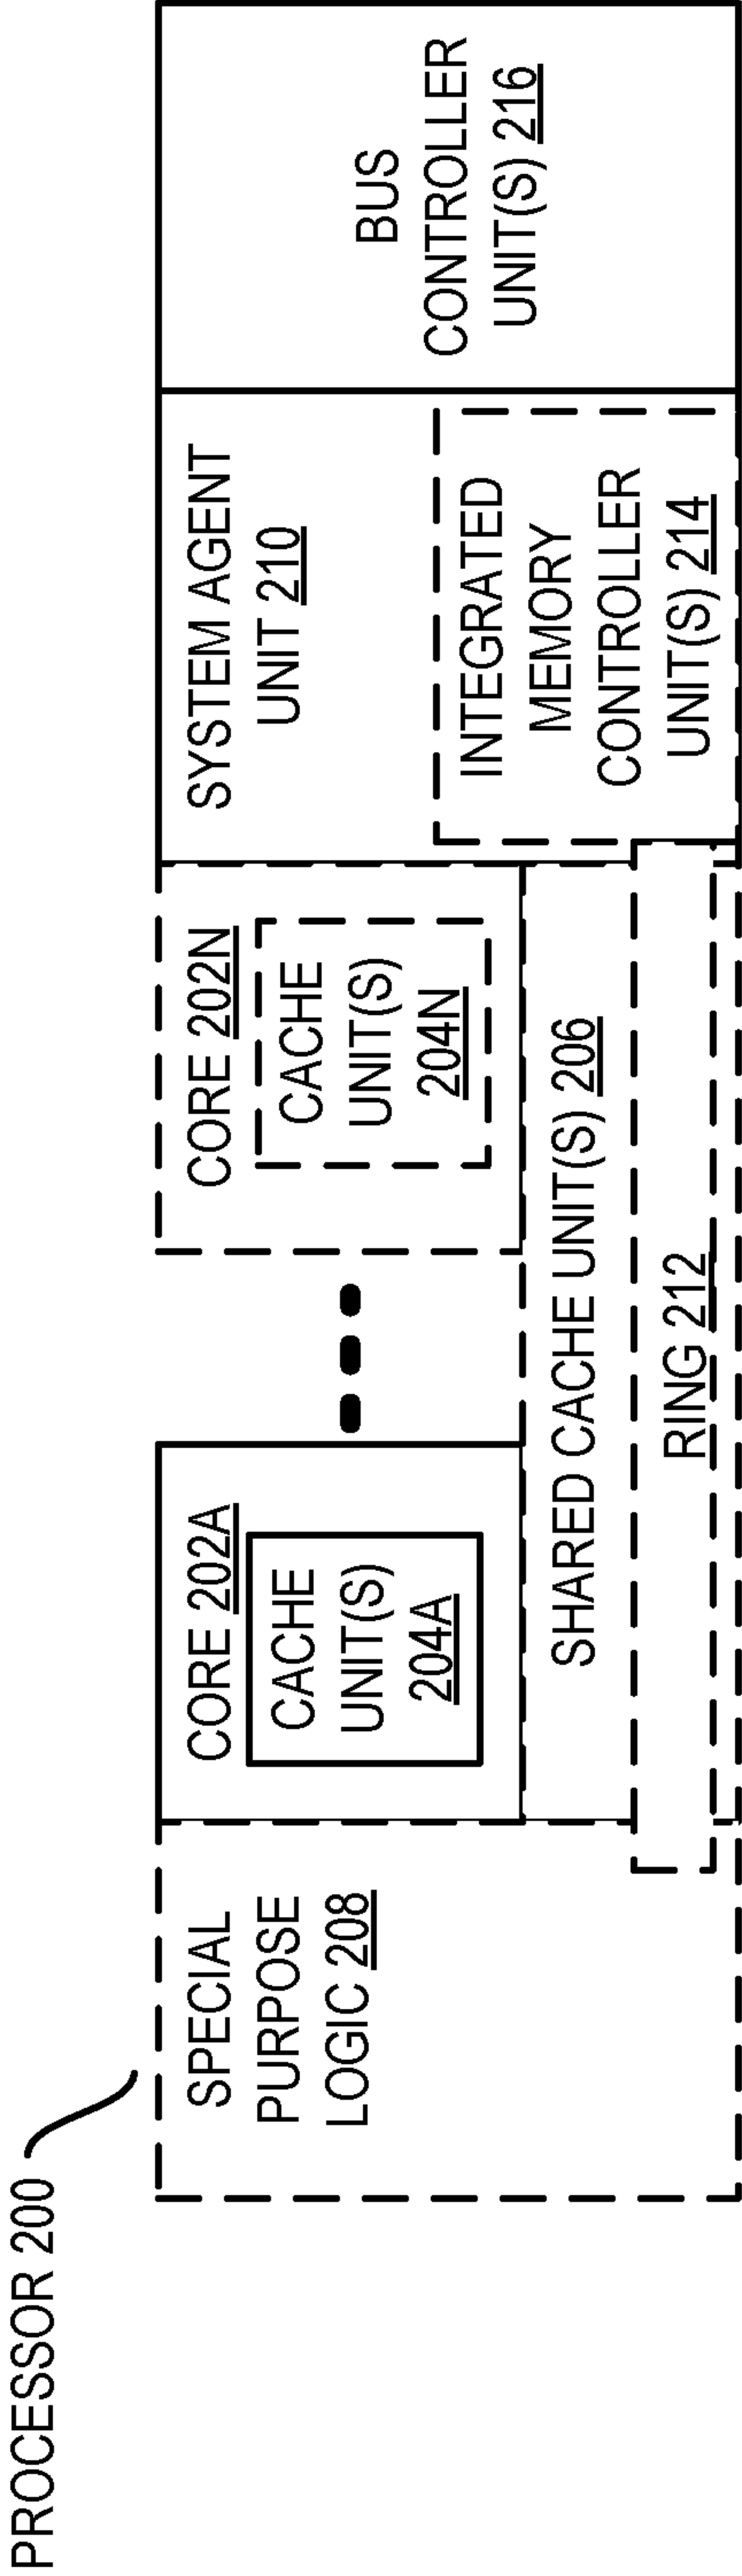 PROCESSOR 200
SPECIAL
PURPOSE
LOGIC 208
CORE 202A
CACHE
UNIT(S)
204A
CORE 202N
CACHE
UNIT(S)
204N
SHARED CACHE UNIT(S) 206
RING 212
SYSTEM AGENT
UNIT 210
INTEGRATED
MEMORY
CONTROLLER
UNIT(S) 214
BUS
CONTROLLER
UNIT(S) 216